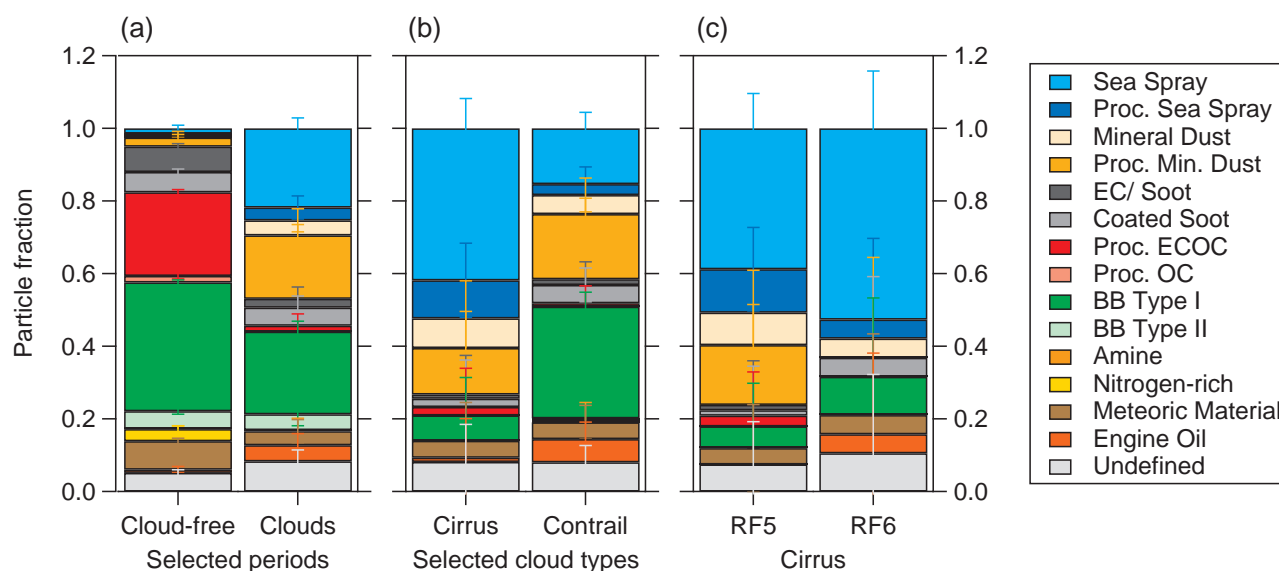 (a)
(b)
(c)
1.2
1.0
0.8
0.6
0.4
0.2
0.0
Particle fraction
1.2
1.0
0.8
0.6
0.4
0.2
0.0
Cloud-free Clouds
Selected periods
Cirrus Contrail
Selected cloud types
RF5 RF6
Cirrus
Sea Spray
Proc. Sea Spray
Mineral Dust
Proc. Min. Dust
EC/ Soot
Coated Soot
Proc. ECOC
Proc. OC
BB Type I
BB Type II
Amine
Nitrogen-rich
Meteoric Material
Engine Oil
Undefined